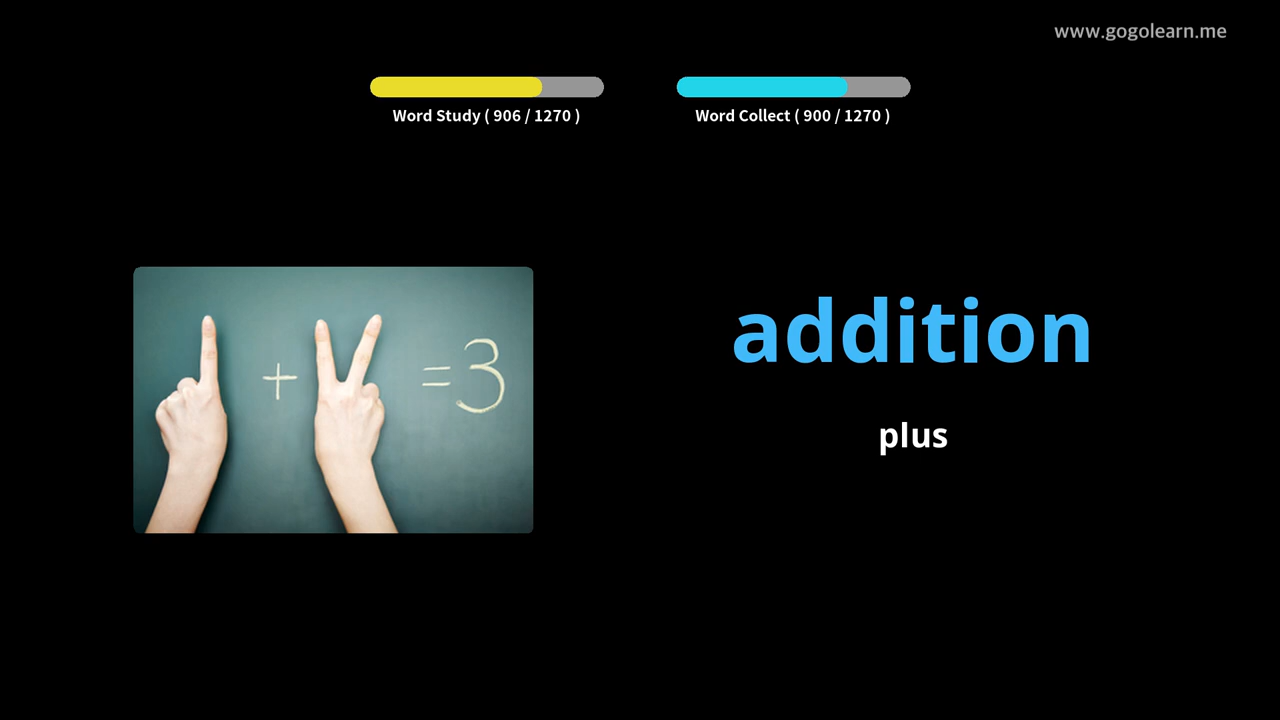 www.gogolearn.me
Word Study ( 906 / 1270 )
Word Collect ( 900 / 1270 )
+ = 3
addition
plus